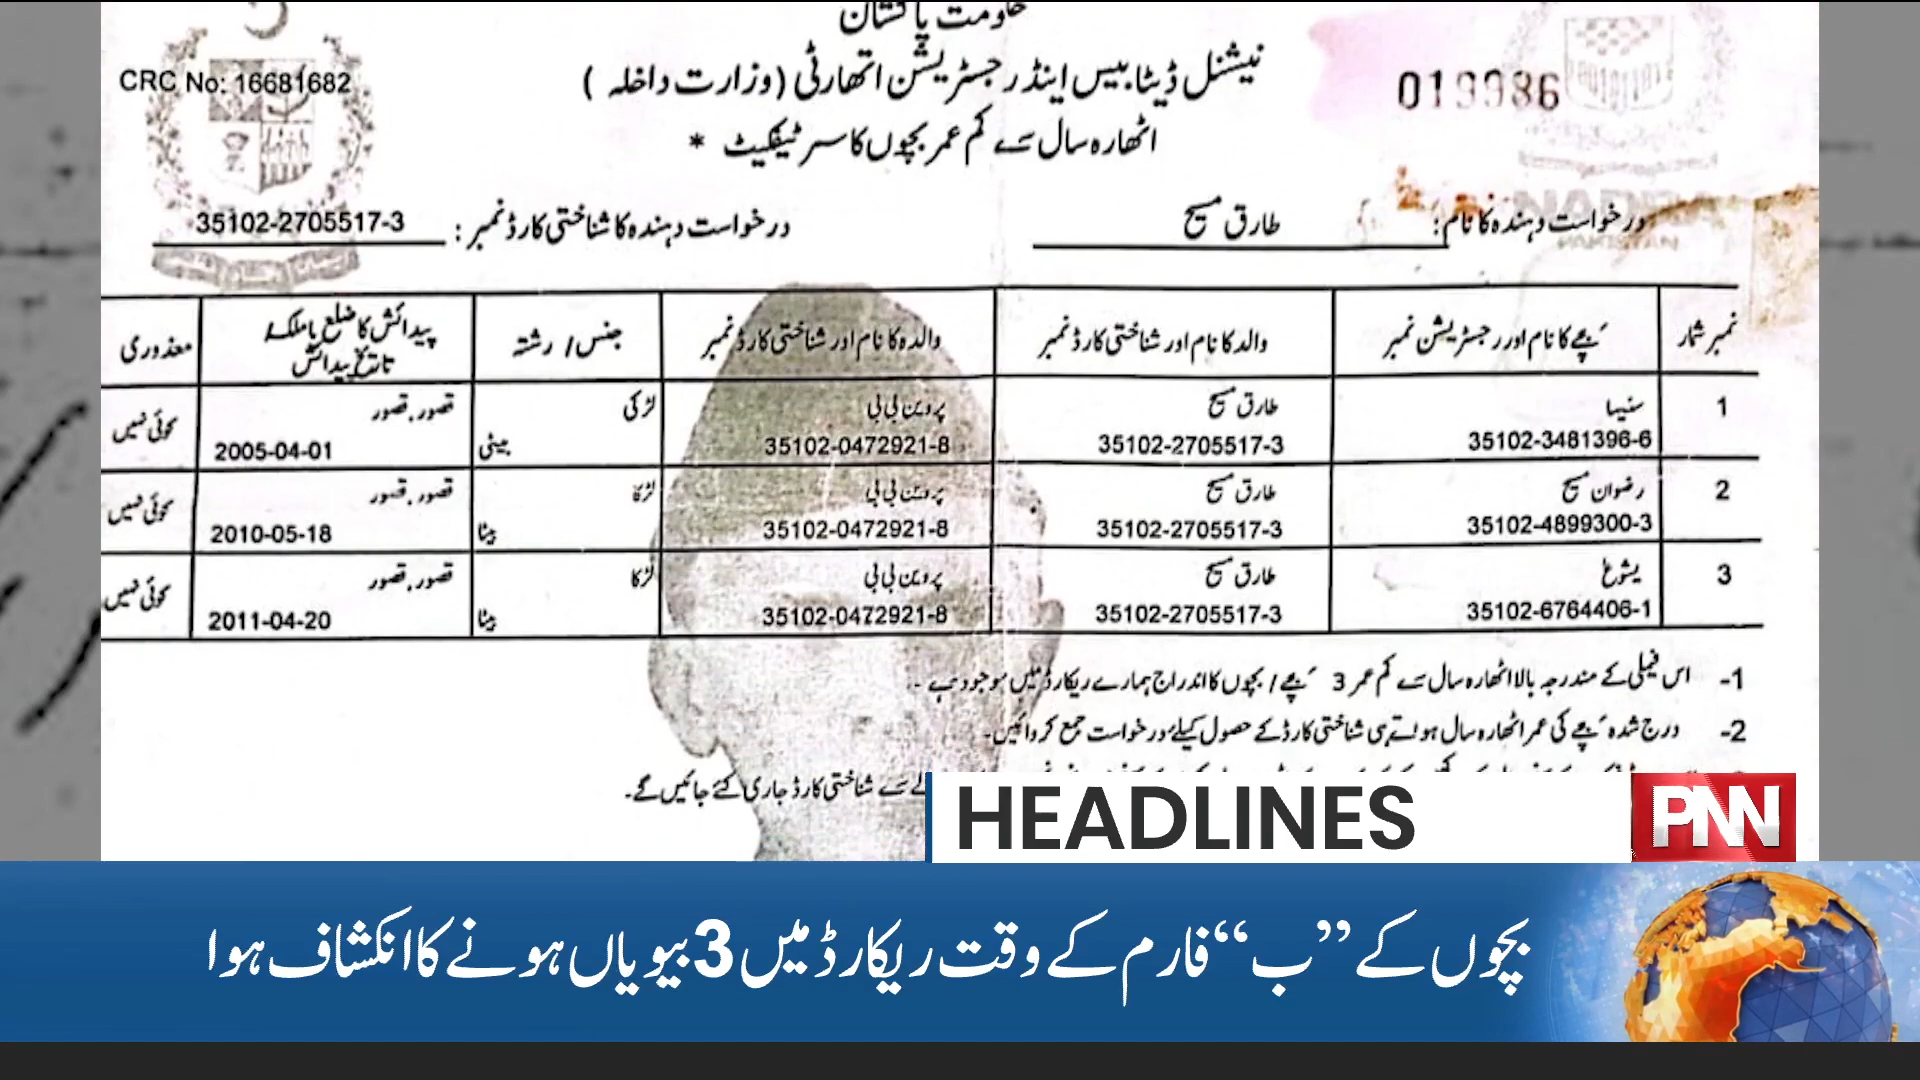 حکومت پاکستان
نیشنل ڈیٹا بیس اینڈ رجسٹریشن اتھارٹی (وزارت داخلہ)
CRC No: 16681682
019986
اٹھارہ سال سے کم عمر بچوں کا سرٹیفکیٹ *
NADRA
PAKISTAN
درخواست دہندہ کا نام: طارق مسیح
درخواست دہندہ کا شناختی کارڈ نمبر: 35102-2705517-3
نمبر شمار بچے کا نام اور رجسٹریشن نمبر والد کا نام اور شناختی کارڈ نمبر والدہ کا نام اور شناختی کارڈ نمبر جنس / رشتہ پیدائش کا ضلع یا ملک / تاریخ پیدائش معذوری
1 سنیہا طارق مسیح پروین بی بی لڑکی قصور, قصور کوئی نہیں
35102-3481396-6 35102-2705517-3 35102-0472921-8 بیٹی 2005-04-01
2 رضوان مسیح طارق مسیح پروین بی بی لڑکا قصور, قصور کوئی نہیں
35102-4899300-3 35102-2705517-3 35102-0472921-8 بیٹا 2010-05-18
3 یشوع طارق مسیح پروین بی بی لڑکا قصور, قصور کوئی نہیں
35102-6764406-1 35102-2705517-3 35102-0472921-8 بیٹا 2011-04-20
1- اس فیملی کے مندرجہ بالا اٹھارہ سال سے کم عمر 3 بچے / بچوں کا اندراج ہمارے ریکارڈ میں موجود ہے۔
2- درج شدہ بچے کی عمر اٹھارہ سال ہوتے ہی شناختی کارڈ کے حصول کیلئے درخواست جمع کروائیں۔
سے شناختی کارڈ جاری کئے جائیں گے۔
HEADLINES
PNN
بچوں کے ”ب“ فارم کے وقت ریکارڈ میں 3 بیویاں ہونے کا انکشاف ہوا